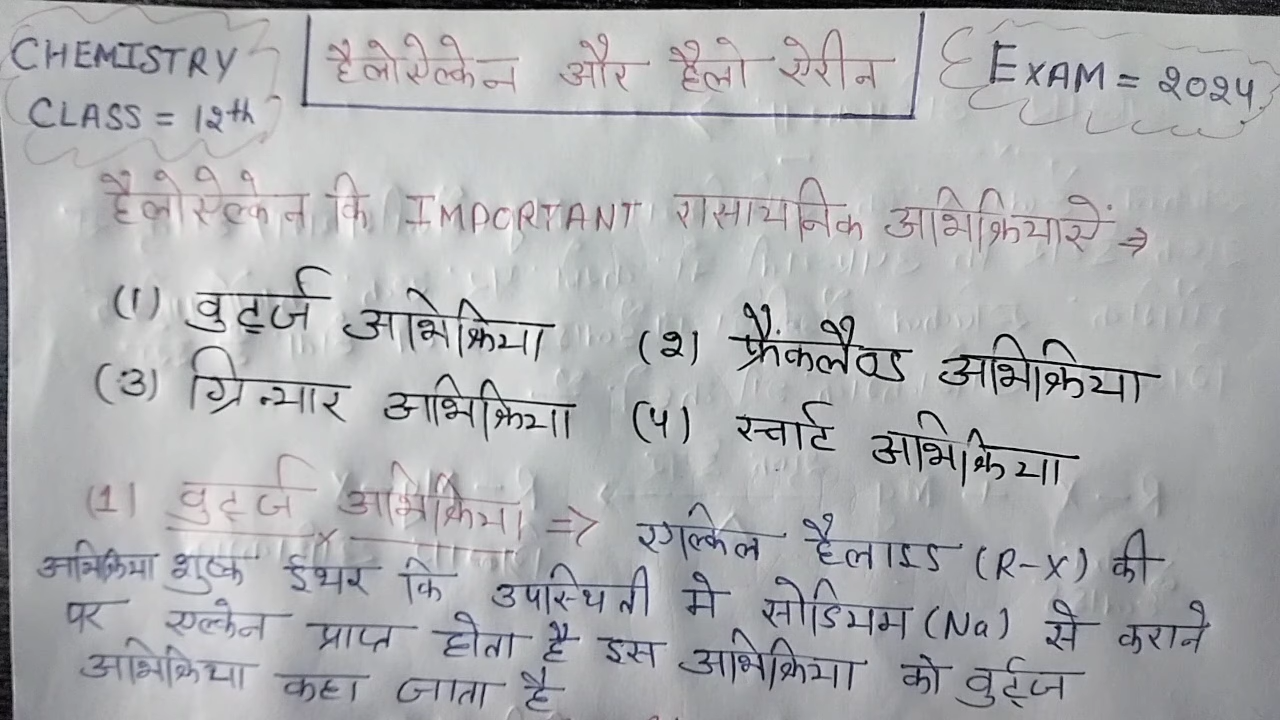 CHEMISTRY
CLASS = 12th
हैलोऐल्केन और हैलो ऐरीन
EXAM = 2024
हैलोऐल्केन कि IMPORTANT रासायनिक अभिक्रियाऐं ⇒
(1) वुर्ट्ज अभिक्रिया (2) फ्रैंकलैण्ड अभिक्रिया
(3) ग्रिन्यार अभिक्रिया (4) स्वार्ट अभिक्रिया
(1) वुर्ट्ज अभिक्रिया ⇒ एल्किल हैलाइड (R-X) की
अभिक्रिया शुष्क ईथर कि उपस्थिती मे सोडियम (Na) से कराने
पर एल्केन प्राप्त होता है इस अभिक्रिया को वुर्ट्ज
अभिक्रिया कहा जाता है